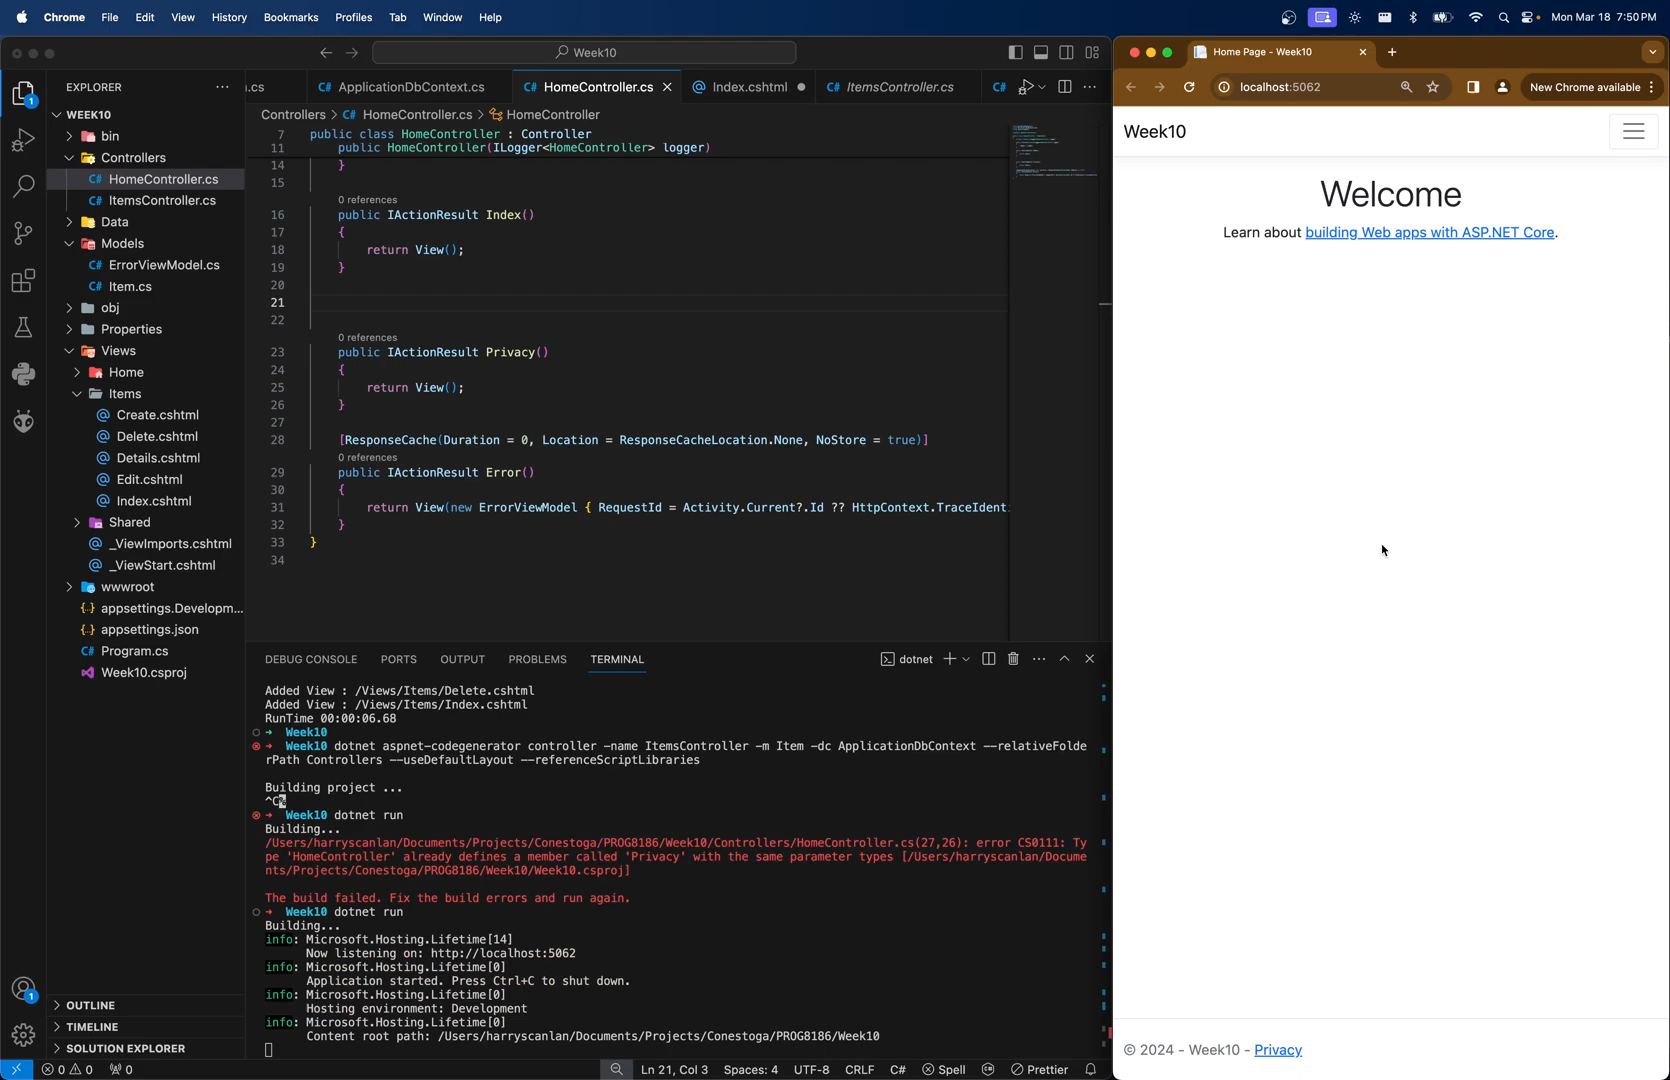 Chrome File Edit View History Bookmarks Profiles Tab Window Help
Mon Mar 18 7:50 PM
Week10
EXPLORER
WEEK10
bin
Controllers
C# HomeController.cs
C# ItemsController.cs
Data
Models
C# ErrorViewModel.cs
C# Item.cs
obj
Properties
Views
Home
Items
@ Create.cshtml
@ Delete.cshtml
@ Details.cshtml
@ Edit.cshtml
@ Index.cshtml
Shared
@ _ViewImports.cshtml
@ _ViewStart.cshtml
wwwroot
{..} appsettings.Developm...
{..} appsettings.json
C# Program.cs
Week10.csproj
OUTLINE
TIMELINE
SOLUTION EXPLORER
1
1
.cs C# ApplicationDbContext.cs C# HomeController.cs @ Index.cshtml C# ItemsController.cs C#
Controllers > C# HomeController.cs > HomeController
7 public class HomeController : Controller
11 public HomeController(ILogger<HomeController> logger)
14 }
15
0 references
16 public IActionResult Index()
17 {
18 return View();
19 }
20
21
22
0 references
23 public IActionResult Privacy()
24 {
25 return View();
26 }
27
28 [ResponseCache(Duration = 0, Location = ResponseCacheLocation.None, NoStore = true)]
0 references
29 public IActionResult Error()
30 {
31 return View(new ErrorViewModel { RequestId = Activity.Current?.Id ?? HttpContext.TraceIdent
32 }
33 }
34
DEBUG CONSOLE PORTS OUTPUT PROBLEMS TERMINAL dotnet
Added View : /Views/Items/Delete.cshtml
Added View : /Views/Items/Index.cshtml
RunTime 00:00:06.68
→ Week10
→ Week10 dotnet aspnet-codegenerator controller -name ItemsController -m Item -dc ApplicationDbContext --relativeFolde
rPath Controllers --useDefaultLayout --referenceScriptLibraries
Building project ...
^C%
→ Week10 dotnet run
Building...
/Users/harryscanlan/Documents/Projects/Conestoga/PROG8186/Week10/Controllers/HomeController.cs(27,26): error CS0111: Ty
pe 'HomeController' already defines a member called 'Privacy' with the same parameter types [/Users/harryscanlan/Docume
nts/Projects/Conestoga/PROG8186/Week10/Week10.csproj]
The build failed. Fix the build errors and run again.
→ Week10 dotnet run
Building...
info: Microsoft.Hosting.Lifetime[14]
Now listening on: http://localhost:5062
info: Microsoft.Hosting.Lifetime[0]
Application started. Press Ctrl+C to shut down.
info: Microsoft.Hosting.Lifetime[0]
Hosting environment: Development
info: Microsoft.Hosting.Lifetime[0]
Content root path: /Users/harryscanlan/Documents/Projects/Conestoga/PROG8186/Week10
0 0 0 Ln 21, Col 3 Spaces: 4 UTF-8 CRLF C# Spell Prettier
Home Page - Week10
localhost:5062
New Chrome available
Week10
Welcome
Learn about building Web apps with ASP.NET Core.
© 2024 - Week10 - Privacy